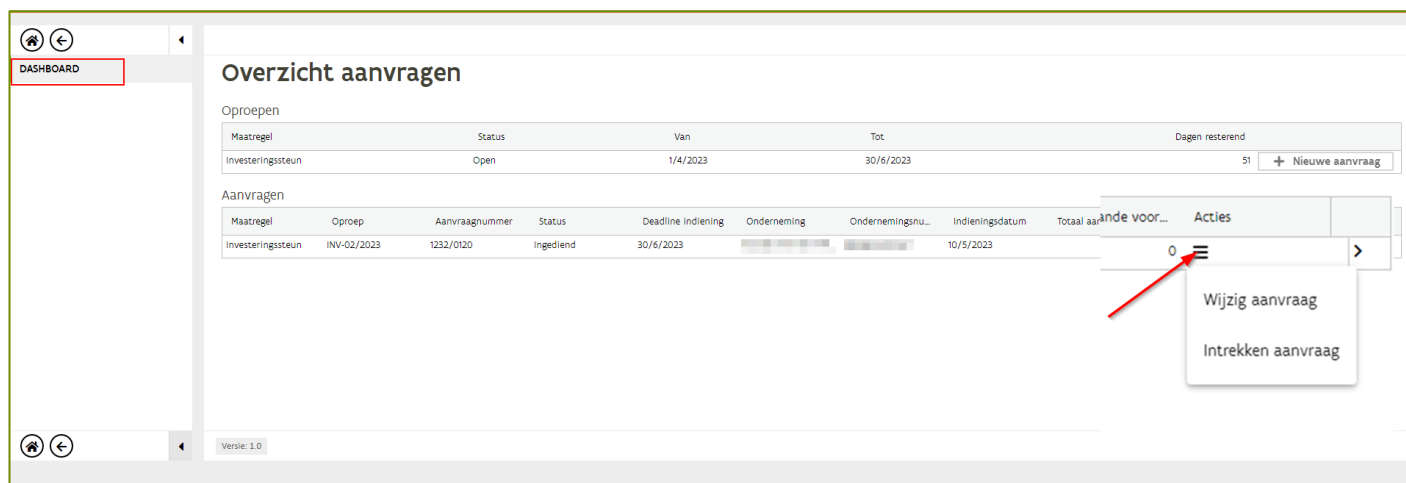 DASHBOARD
Overzicht aanvragen
Oproepen
Maatregel Status Van Tot Dagen resterend
Investeringssteun Open 1/4/2023 30/6/2023 51 + Nieuwe aanvraag
Aanvragen
Maatregel Oproep Aanvraagnummer Status Deadline indiening Onderneming Ondernemingsnu... Indieningsdatum Totaal aan ande voor... Acties
Investeringssteun INV-02/2023 1232/0120 Ingediend 30/6/2023 10/5/2023 0
Wijzig aanvraag
Intrekken aanvraag
Versie: 1.0